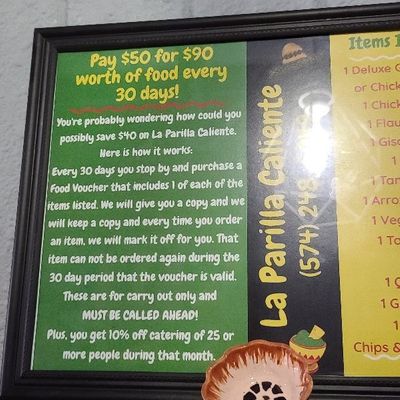 Pay $50 for $90
worth of food every
30 days!
You're probably wondering how could you
possibly save $40 on La Parilla Caliente.
Here is how it works:
Every 30 days you stop by and purchase a
Food Voucher that includes 1 of each of the
items listed. We will give you a copy and we
will keep a copy and every time you order
an item, we will mark it off for you. That
item can not be ordered again during the
30 day period that the voucher is valid.
These are for carry out only and
MUST BE CALLED AHEAD!
Plus, you get 10% off catering of 25 or
more people during that month.
La Parilla Caliente
(574) 248
Items
1 Deluxe
or Chick
1 Chick
1 Flau
1 Giso
1
1 Tan
1 Arro
1 Veg
1 To
1 G
1
Chips &